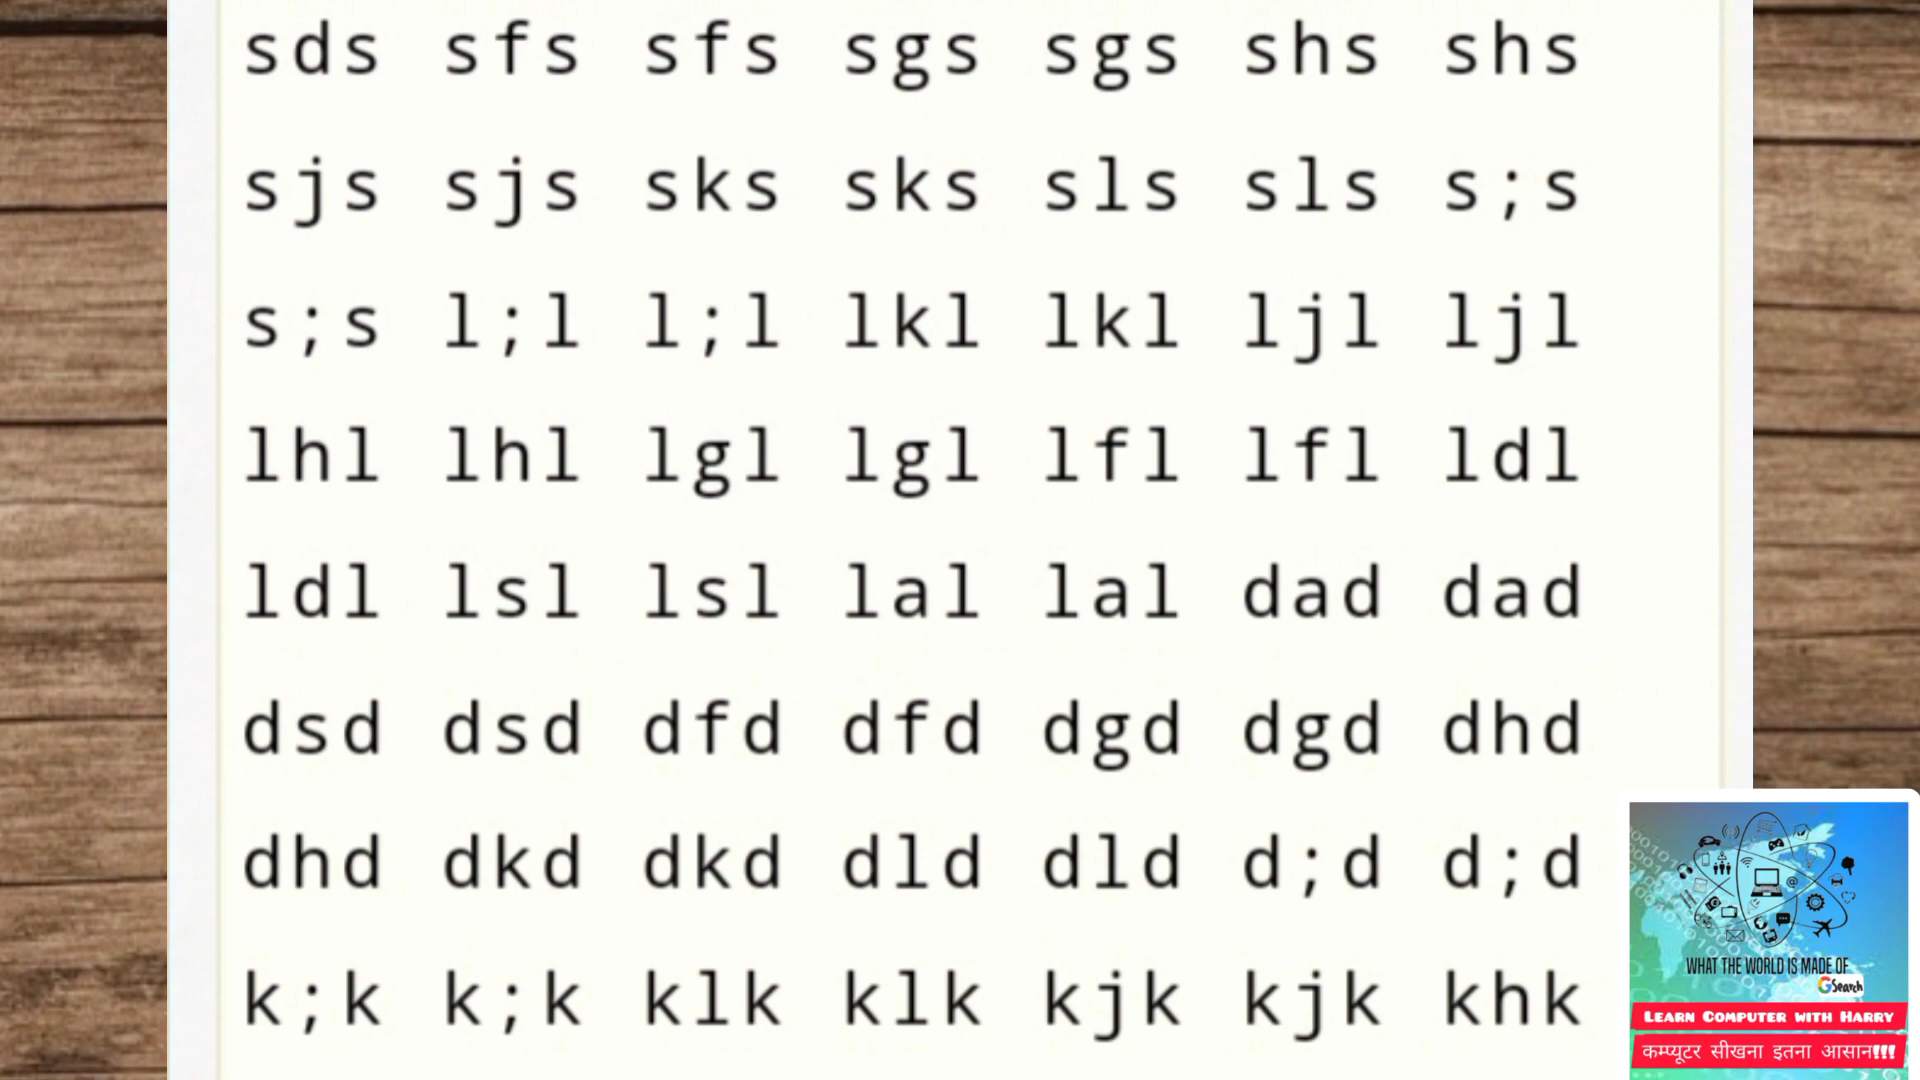 sds sfs sfs sgs sgs shs shs
sjs sjs sks sks sls sls s;s
s;s l;l l;l lkl lkl ljl ljl
lhl lhl lgl lgl lfl lfl ldl
ldl lsl lsl lal lal dad dad
dsd dsd dfd dfd dgd dgd dhd
dhd dkd dkd dld dld d;d d;d
k;k k;k klk klk kjk kjk khk
WHAT THE WORLD IS MADE OF
GSearch
LEARN COMPUTER WITH HARRY
कम्प्यूटर सीखना इतना आसान!!!